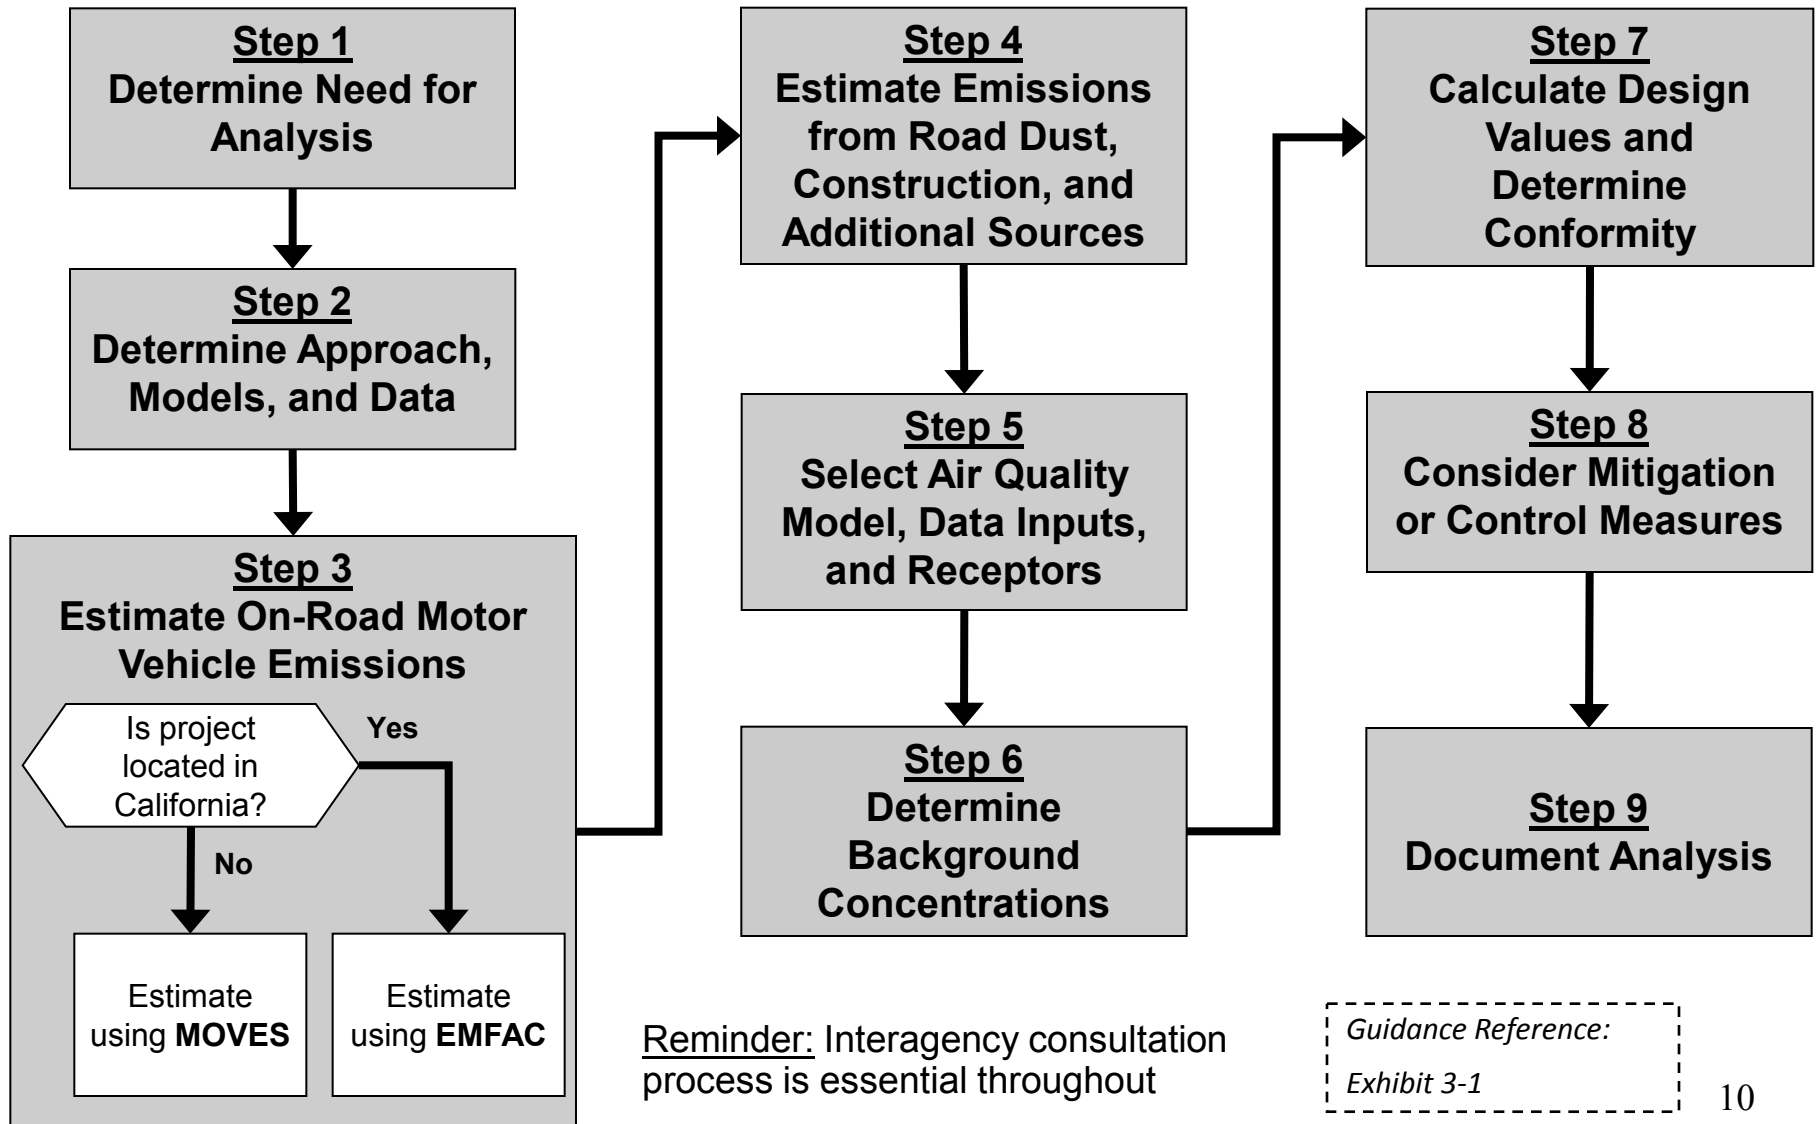 Step 1
Determine Need for
Analysis
Step 2
Determine Approach,
Models, and Data
Step 3
Estimate On-Road Motor
Vehicle Emissions
Is project
located in
California?
Yes
No
Estimate
using MOVES
Estimate
using EMFAC
Step 4
Estimate Emissions
from Road Dust,
Construction, and
Additional Sources
Step 5
Select Air Quality
Model, Data Inputs,
and Receptors
Step 6
Determine
Background
Concentrations
Step 7
Calculate Design
Values and
Determine
Conformity
Step 8
Consider Mitigation
or Control Measures
Step 9
Document Analysis
Reminder: Interagency consultation
process is essential throughout
Guidance Reference:
Exhibit 3-1
10